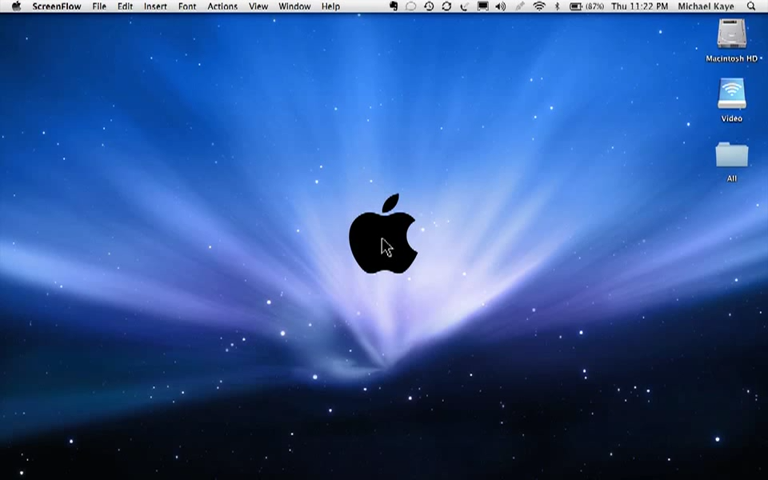 ScreenFlow File Edit Insert Font Actions View Window Help (87%) Thu 11:22 PM Michael Kaye
Macintosh HD
Video
All